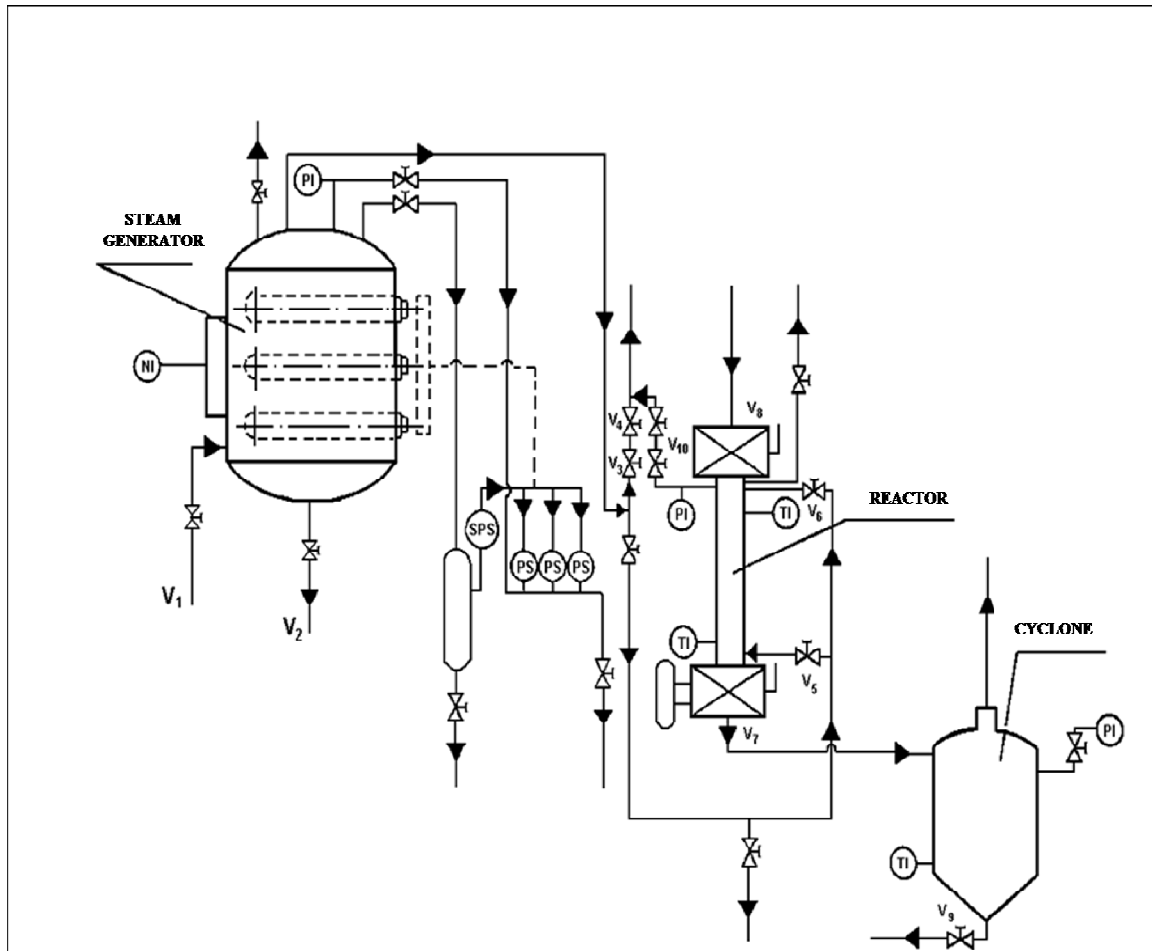 PI
STEAM
GENERATOR
NI
V1
V2
SPS
PS
PS
PS
V4
V3
V10
V8
PI
TI
V6
REACTOR
TI
V5
V7
CYCLONE
PI
TI
V9